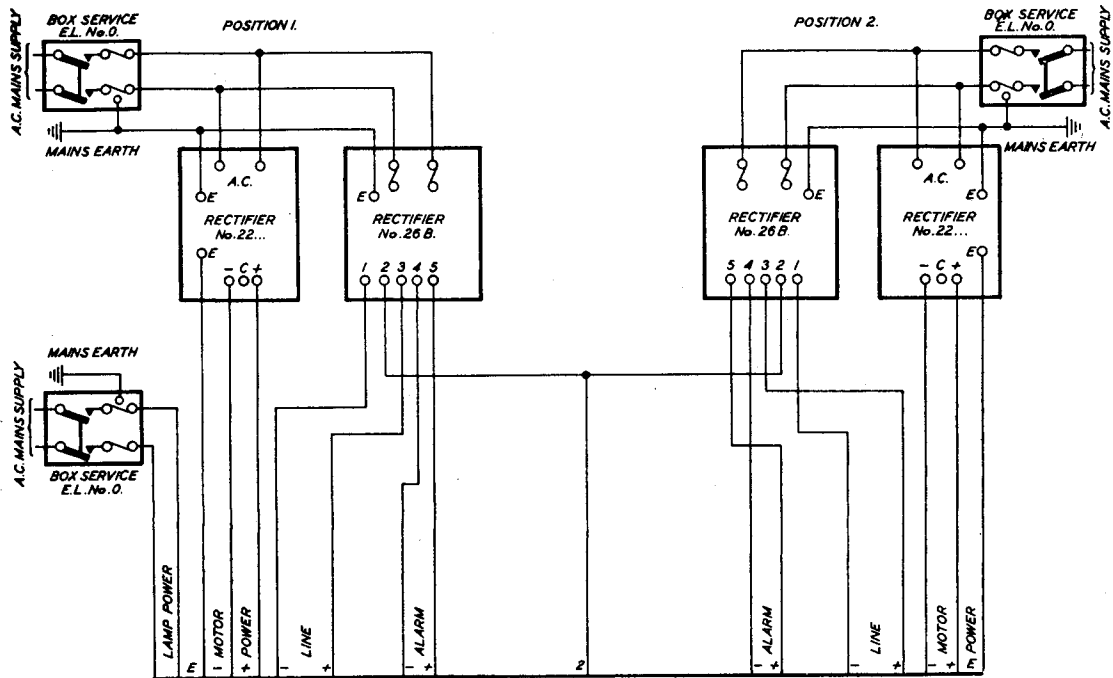 BOX SERVICE
E.L. No.0.
POSITION 1.
A.C. MAINS SUPPLY
MAINS EARTH
A.C.
E
RECTIFIER
No.22...
E
- C +
E
RECTIFIER
No.26 B.
1 2 3 4 5
POSITION 2.
BOX SERVICE
E.L. No.0.
A.C. MAINS SUPPLY
MAINS EARTH
E
RECTIFIER
No.26 B.
5 4 3 2 1
A.C.
E
RECTIFIER
No.22...
E
- C +
MAINS EARTH
A.C. MAINS SUPPLY
BOX SERVICE
E.L. No.0.
LAMP POWER
E
- MOTOR
+ POWER
- LINE +
- ALARM +
2
- ALARM +
- LINE +
- MOTOR
+ POWER
E